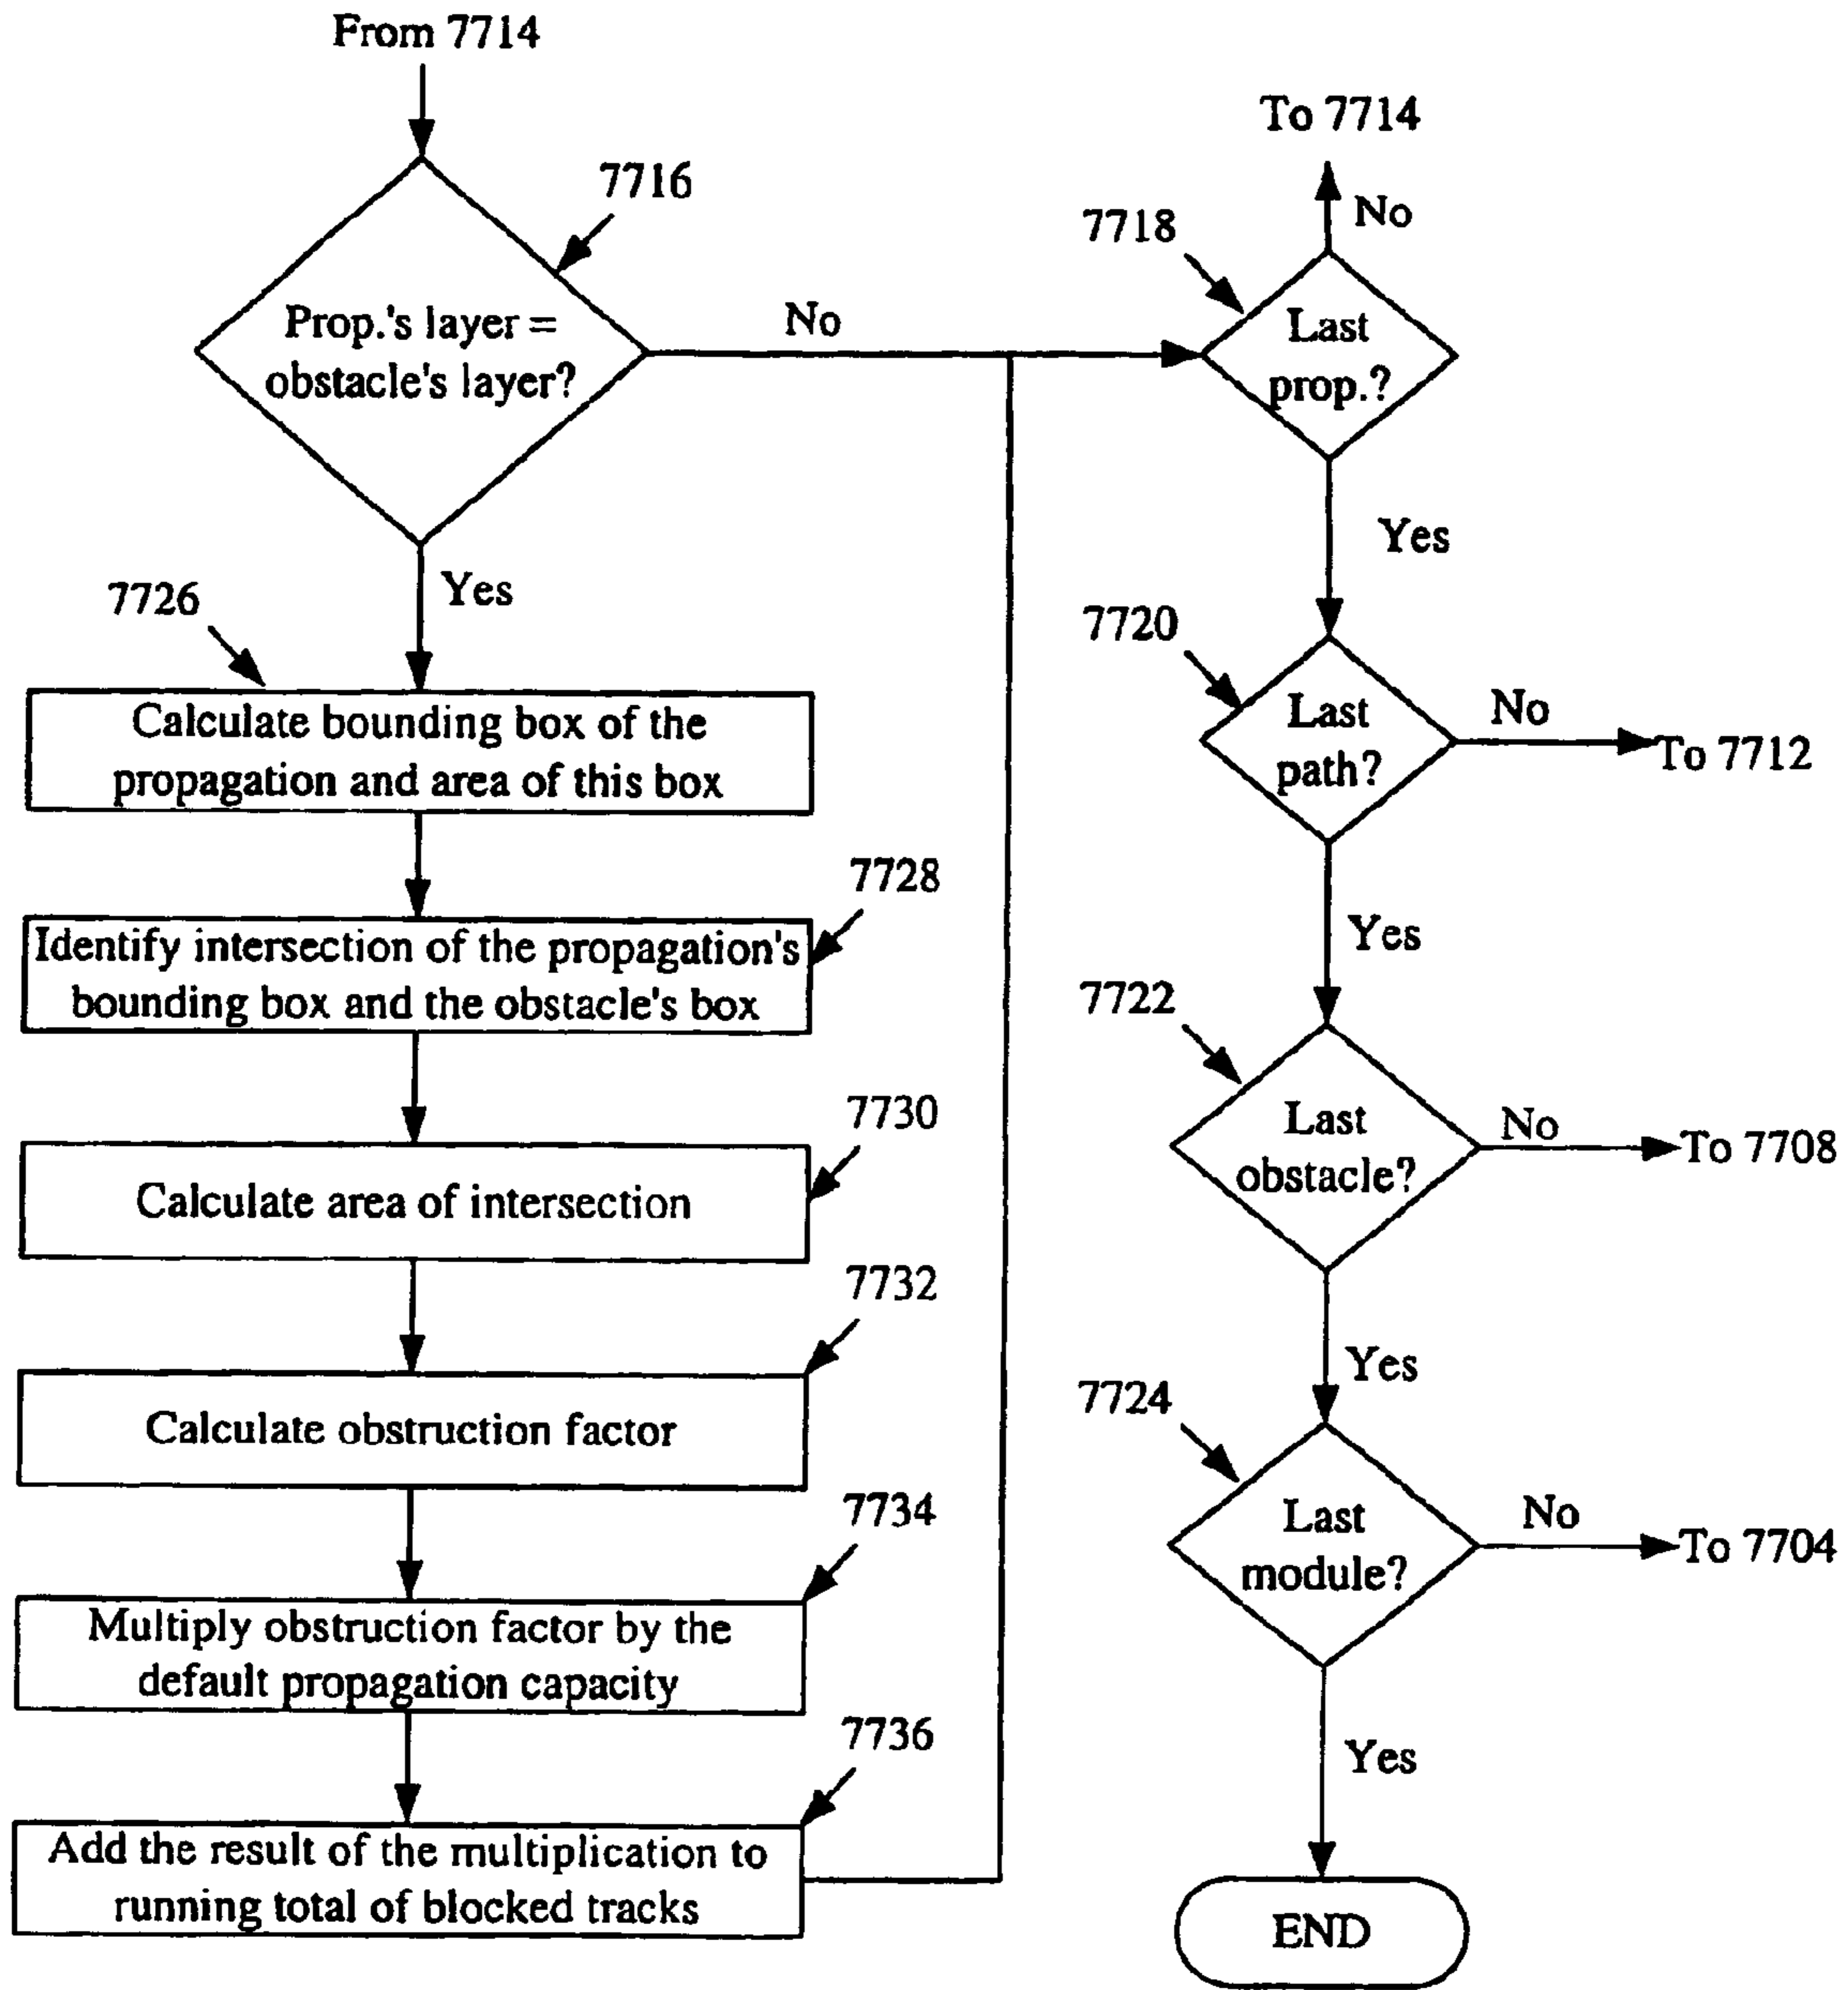 From 7714
7716
Prop.'s layer =
obstacle's layer?
No
Yes
7726
Calculate bounding box of the
propagation and area of this box
7728
Identify intersection of the propagation's
bounding box and the obstacle's box
7730
Calculate area of intersection
7732
Calculate obstruction factor
7734
Multiply obstruction factor by the
default propagation capacity
7736
Add the result of the multiplication to
running total of blocked tracks
To 7714
No
7718
Last
prop.?
Yes
7720
Last
path?
No
To 7712
Yes
7722
Last
obstacle?
No
To 7708
Yes
7724
Last
module?
No
To 7704
Yes
END